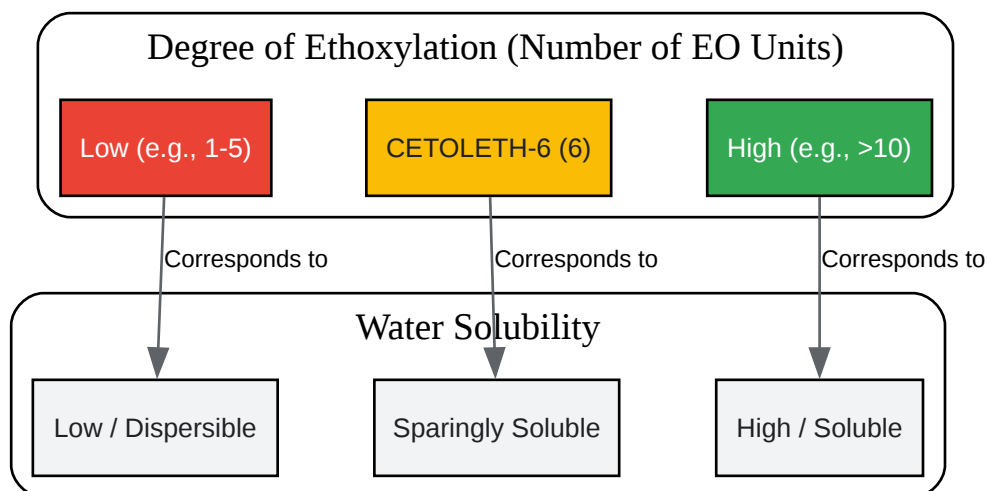 Degree of Ethoxylation (Number of EO Units)
Low (e.g., 1-5)
CETOLETH-6 (6)
High (e.g., >10)
Corresponds to
Corresponds to
Corresponds to
Water Solubility
Low / Dispersible
Sparingly Soluble
High / Soluble